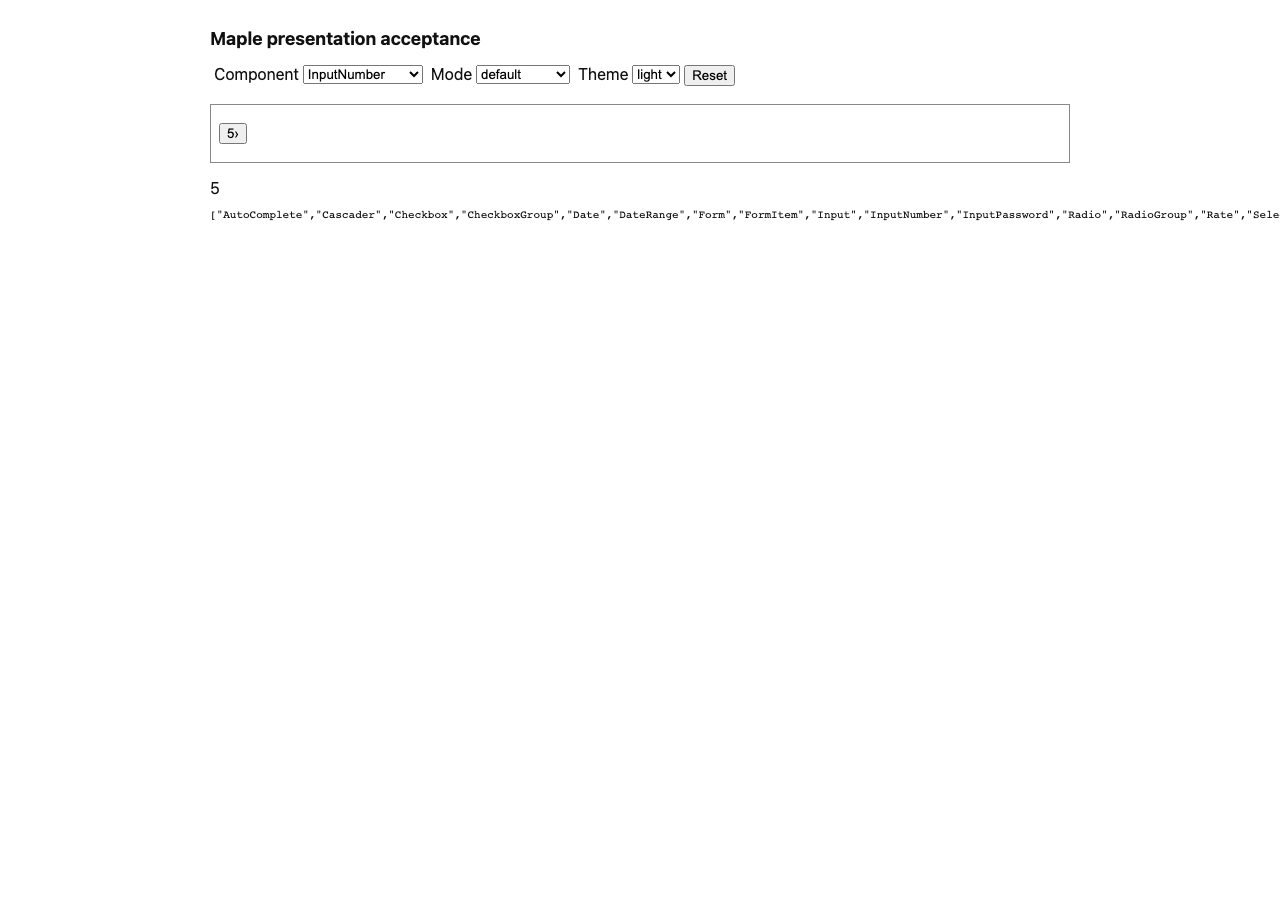 Maple presentation acceptance
Component InputNumber Mode default Theme light Reset
5›
5
["AutoComplete","Cascader","Checkbox","CheckboxGroup","Date","DateRange","Form","FormItem","Input","InputNumber","InputPassword","Radio","RadioGroup","Rate","Sele